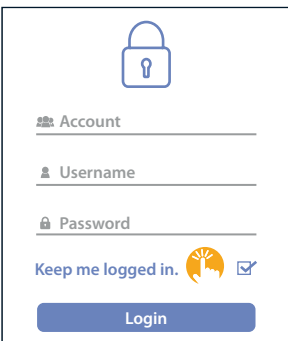 Account
Username
Password
Keep me logged in.
Login